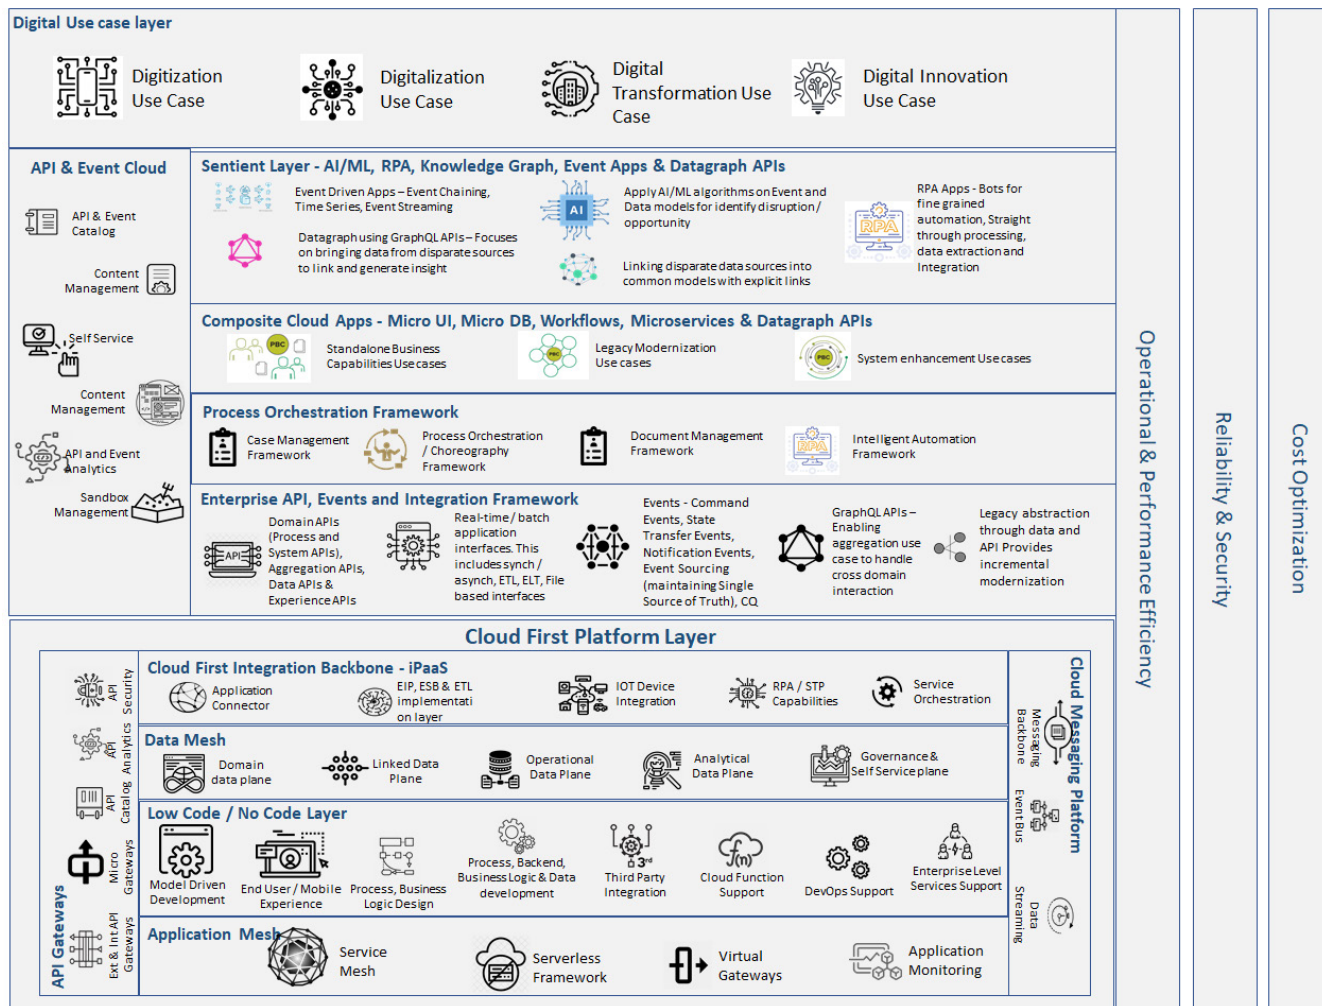 Digital Use case layer
Digitization
Use Case
Digitalization
Use Case
Digital
Transformation Use
Case
Digital Innovation
Use Case
API & Event Cloud
API & Event
Catalog
Content
Management
Self Service
Content
Management
API and Event
Analytics
Sandbox
Management
Sentient Layer - AI/ML, RPA, Knowledge Graph, Event Apps & Datagraph APIs
Event Driven Apps – Event Chaining,
Time Series, Event Streaming
AI
Apply AI/ML algorithms on Event and
Data models for identify disruption /
opportunity
RPA
RPA Apps - Bots for
fine grained
automation, Straight
through processing,
data extraction and
Integration
Datagraph using GraphQL APIs – Focuses
on bringing data from disparate sources
to link and generate insight
Linking disparate data sources into
common models with explicit links
Composite Cloud Apps - Micro UI, Micro DB, Workflows, Microservices & Datagraph APIs
PBC
Standalone Business
Capabilities Use cases
PBC
Legacy Modernization
Use cases
PBC
System enhancement Use cases
Process Orchestration Framework
Case Management
Framework
Process Orchestration
/ Choreography
Framework
Document Management
Framework
RPA
Intelligent Automation
Framework
Enterprise API, Events and Integration Framework
API
Domain APIs
(Process and
System APIs),
Aggregation APIs,
Data APIs &
Experience APIs
Real-time / batch
application
interfaces. This
includes synch /
asynch, ETL, ELT, File
based interfaces
Events - Command
Events, State
Transfer Events,
Notification Events,
Event Sourcing
(maintaining Single
Source of Truth), CQ
GraphQL APIs –
Enabling
aggregation use
case to handle
cross domain
interaction
Legacy abstraction
through data and
API Provides
incremental
modernization
Operational & Performance Efficiency
Reliability & Security
Cost Optimization
Cloud First Platform Layer
API Gateways
API
Security
API
Analytics
API
Catalog
Micro
Gateways
Ext & Int API
Gateways
Cloud First Integration Backbone - iPaaS
Application
Connector
EIP, ESB & ETL
implementati
on layer
IOT Device
Integration
RPA / STP
Capabilities
Service
Orchestration
Data Mesh
Domain
data plane
Linked Data
Plane
Operational
Data Plane
Analytical
Data Plane
Governance &
Self Service plane
Low Code / No Code Layer
Model Driven
Development
End User / Mobile
Experience
Process, Business
Logic Design
Process, Backend,
Business Logic & Data
development
3rd
Third Party
Integration
f(n)
Cloud Function
Support
DevOps Support
Enterprise Level
Services Support
Application Mesh
Service
Mesh
Serverless
Framework
Virtual
Gateways
Application
Monitoring
Cloud Messaging Platform
Messaging
Backbone
Event Bus
Data
Streaming